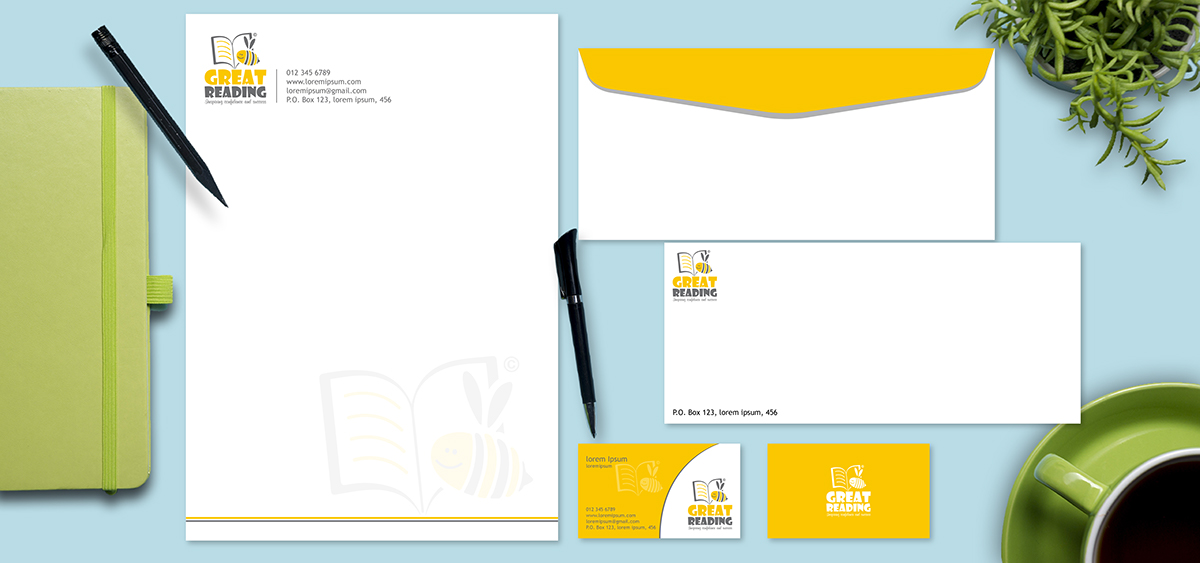 ©
GREAT
READING
Inspiring confidence and success
012 345 6789
www.loremipsum.com
loremipsum@gmail.com
P.O. Box 123, lorem ipsum, 456
©
GREAT
READING
Inspiring confidence and success
P.O. Box 123, lorem ipsum, 456
lorem Ipsum
loremipsum
012 345 6789
www.loremipsum.com
loremipsum@gmail.com
P.O. Box 123, lorem ipsum, 456
GREAT
READING
Inspiring confidence and success
GREAT
READING
Inspiring confidence and success